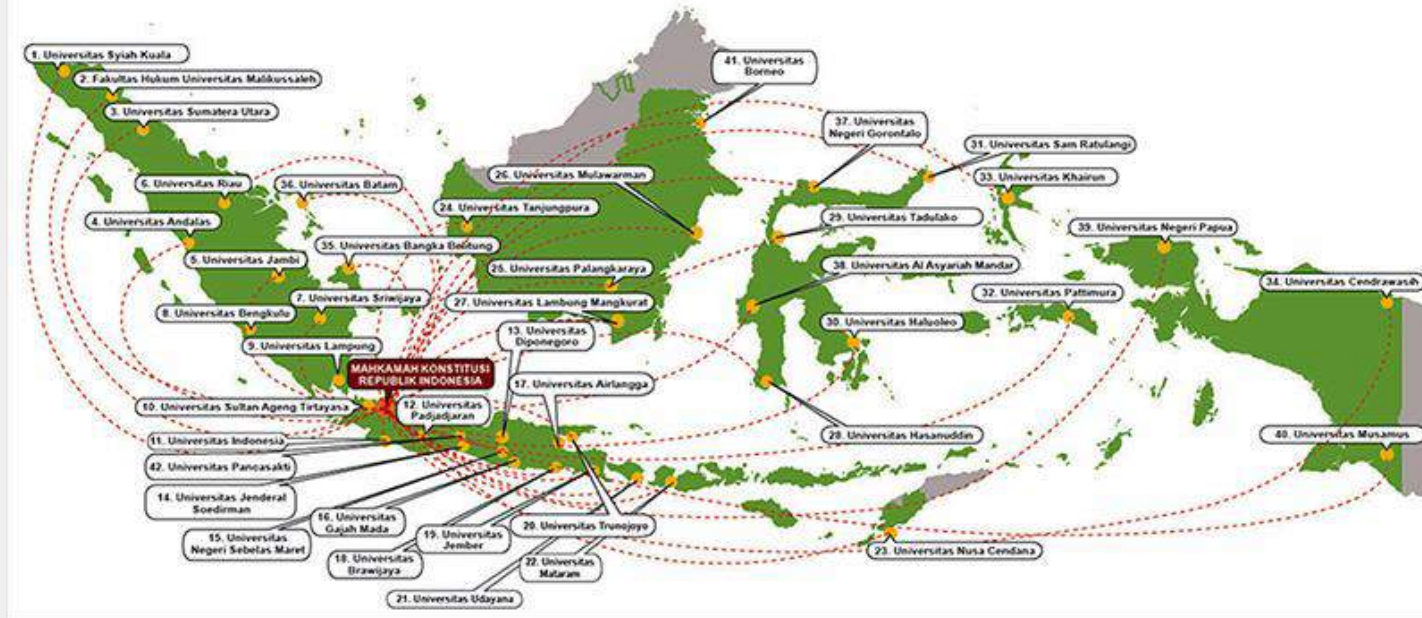 1. Universitas Syiah Kuala
2. Fakultas Hukum Universitas Malikussaleh
3. Universitas Sumatera Utara
6. Universitas Riau
36. Universitas Batam
4. Universitas Andalas
5. Universitas Jambi
35. Universitas Bangka Belitung
7. Universitas Sriwijaya
8. Universitas Bengkulu
9. Universitas Lampung
MAHKAMAH KONSTITUSI
REPUBLIK INDONESIA
10. Universitas Sultan Ageng Tirtayasa
12. Universitas
Padjadjaran
11. Universitas Indonesia
42. Universitas Pancasakti
14. Universitas Jenderal
Soedirman
15. Universitas
Negeri Sebelas Maret
16. Universitas
Gajah Mada
18. Universitas
Brawijaya
19. Universitas
Jember
21. Universitas Udayana
20. Universitas Trunojoyo
22. Universitas
Mataram
13. Universitas
Diponegoro
17. Universitas Airlangga
41. Universitas
Borneo
26. Universitas Mulawarman
24. Universitas Tanjungpura
25. Universitas Palangkaraya
27. Universitas Lambung Mangkurat
37. Universitas
Negeri Gorontalo
31. Universitas Sam Ratulangi
33. Universitas Khairun
29. Universitas Tadulako
38. Universitas Al Asyariah Mandar
30. Universitas Haluoleo
28. Universitas Hasanuddin
32. Universitas Pattimura
39. Universitas Negeri Papua
34. Universitas Cendrawasih
40. Universitas Musamus
23. Universitas Nusa Cendana